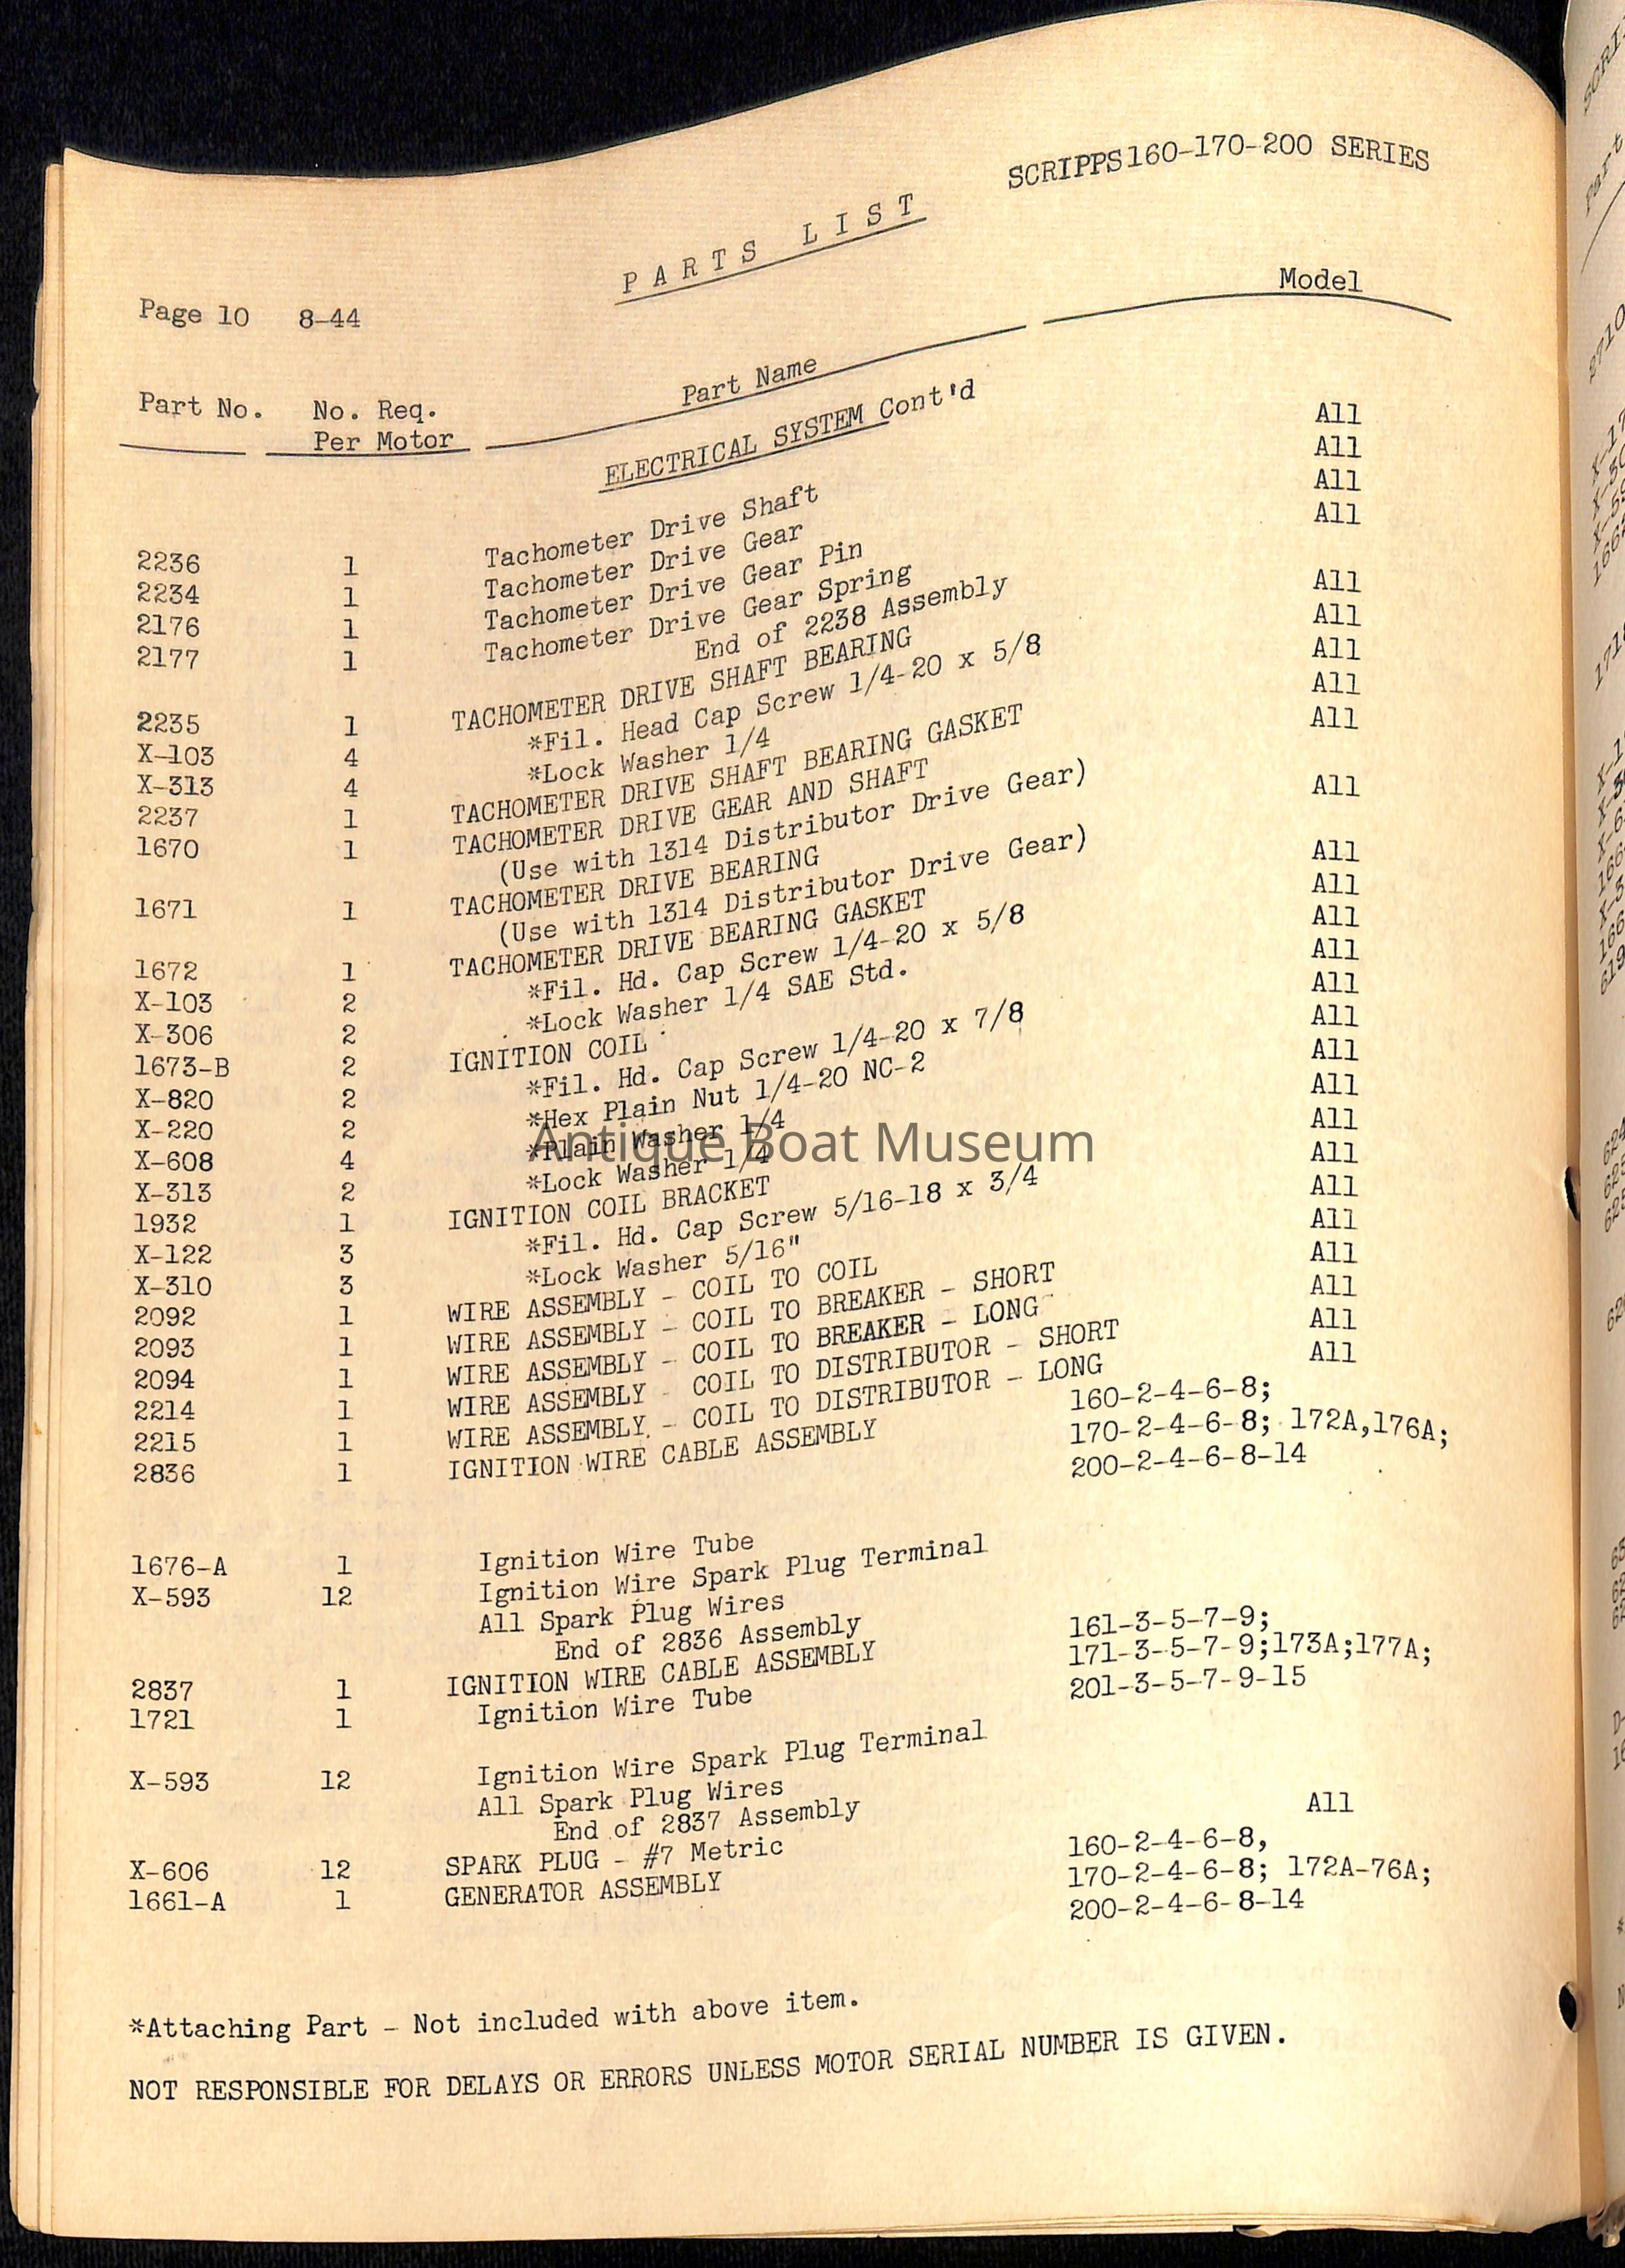 SCRIPPS 160-170-200 SERIES
PARTS LIST
Page 10 8-44
Model
Part No. No. Req. Part Name
Per Motor
ELECTRICAL SYSTEM Cont'd
2236 1 Tachometer Drive Shaft All
2234 1 Tachometer Drive Gear All
2176 1 Tachometer Drive Gear Pin All
2177 1 Tachometer Drive Gear Spring All
End of 2238 Assembly
2235 1 TACHOMETER DRIVE SHAFT BEARING All
X-103 4 *Fil. Head Cap Screw 1/4-20 x 5/8 All
X-313 4 *Lock Washer 1/4 All
2237 1 TACHOMETER DRIVE SHAFT BEARING GASKET All
1670 1 TACHOMETER DRIVE GEAR AND SHAFT All
(Use with 1314 Distributor Drive Gear)
1671 1 TACHOMETER DRIVE BEARING All
(Use with 1314 Distributor Drive Gear)
1672 1 TACHOMETER DRIVE BEARING GASKET All
X-103 2 *Fil. Hd. Cap Screw 1/4-20 x 5/8 All
X-306 2 *Lock Washer 1/4 SAE Std. All
1673-B 2 IGNITION COIL All
X-820 2 *Fil. Hd. Cap Screw 1/4-20 x 7/8 All
X-220 2 *Hex Plain Nut 1/4-20 NC-2 All
X-608 4 *Plain Washer 1/4 All
X-313 2 *Lock Washer 1/4 All
1932 1 IGNITION COIL BRACKET All
X-122 3 *Fil. Hd. Cap Screw 5/16-18 x 3/4 All
X-310 3 *Lock Washer 5/16" All
2092 1 WIRE ASSEMBLY - COIL TO COIL All
2093 1 WIRE ASSEMBLY - COIL TO BREAKER - SHORT All
2094 1 WIRE ASSEMBLY - COIL TO BREAKER - LONG All
2214 1 WIRE ASSEMBLY - COIL TO DISTRIBUTOR - SHORT All
2215 1 WIRE ASSEMBLY - COIL TO DISTRIBUTOR - LONG All
2836 1 IGNITION WIRE CABLE ASSEMBLY 160-2-4-6-8;
170-2-4-6-8; 172A,176A;
200-2-4-6-8-14
1676-A 1 Ignition Wire Tube
X-593 12 Ignition Wire Spark Plug Terminal
All Spark Plug Wires
End of 2836 Assembly
2837 1 IGNITION WIRE CABLE ASSEMBLY 161-3-5-7-9;
1721 1 Ignition Wire Tube 171-3-5-7-9;173A;177A;
201-3-5-7-9-15
X-593 12 Ignition Wire Spark Plug Terminal
All Spark Plug Wires
End of 2837 Assembly
X-606 12 SPARK PLUG - #7 Metric All
1661-A 1 GENERATOR ASSEMBLY 160-2-4-6-8,
170-2-4-6-8; 172A-76A;
200-2-4-6-8-14
*Attaching Part - Not included with above item.
NOT RESPONSIBLE FOR DELAYS OR ERRORS UNLESS MOTOR SERIAL NUMBER IS GIVEN.
Antique Boat Museum